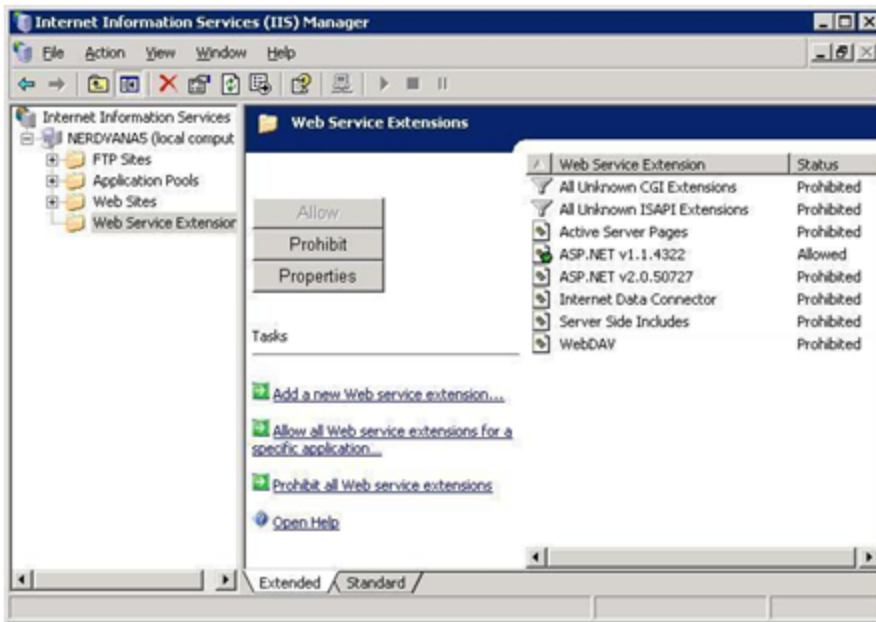 Internet Information Services (IIS) Manager
File Action View Window Help
Internet Information Services
NERDVANA5 (local comput
FTP Sites
Application Pools
Web Sites
Web Service Extension
Web Service Extensions
Allow
Prohibit
Properties
Tasks
Add a new Web service extension...
Allow all Web service extensions for a
specific application...
Prohibit all Web service extensions
Open Help
Web Service Extension Status
All Unknown CGI Extensions Prohibited
All Unknown ISAPI Extensions Prohibited
Active Server Pages Prohibited
ASP.NET v1.1.4322 Allowed
ASP.NET v2.0.50727 Prohibited
Internet Data Connector Prohibited
Server Side Includes Prohibited
WebDAV Prohibited
Extended Standard